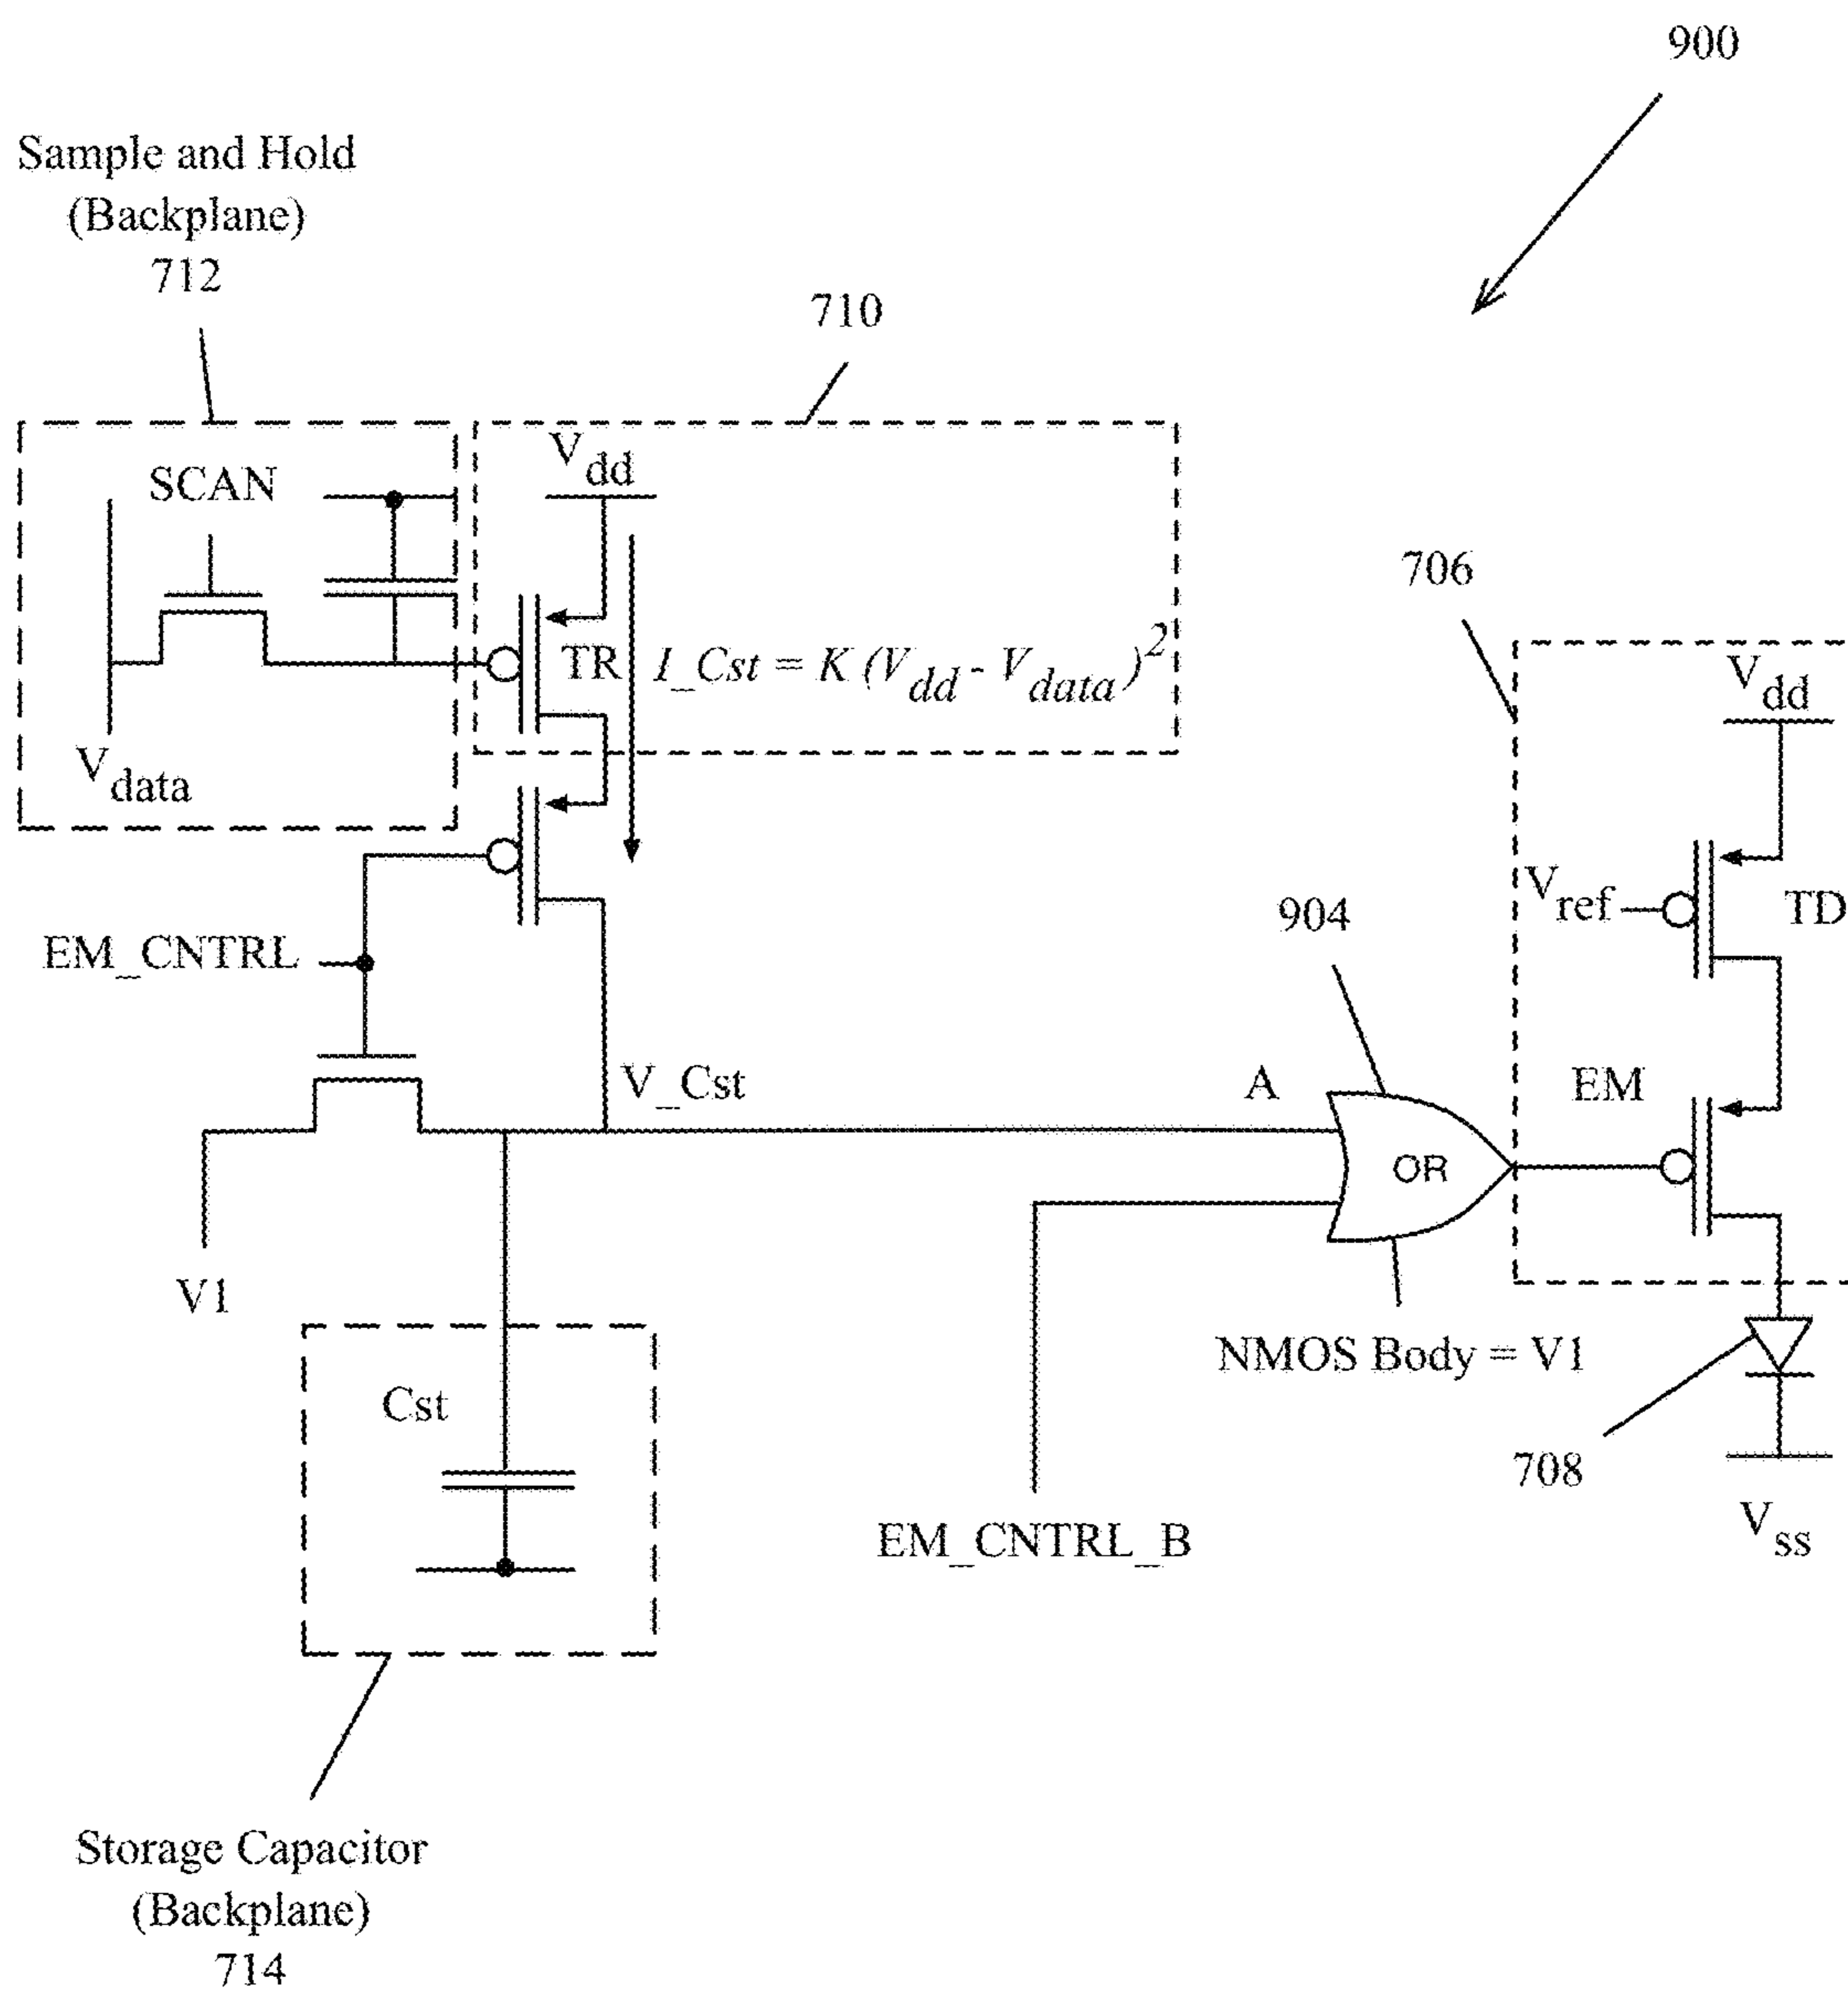 900
Sample and Hold
(Backplane)
712
710
SCAN
Vdd
706
TR
I_Cst = K (Vdd - Vdata)2
Vdd
Vdata
904
Vref
TD
EM_CNTRL
V_Cst
A
EM
OR
V1
NMOS Body = V1
Cst
708
EM_CNTRL_B
Vss
Storage Capacitor
(Backplane)
714